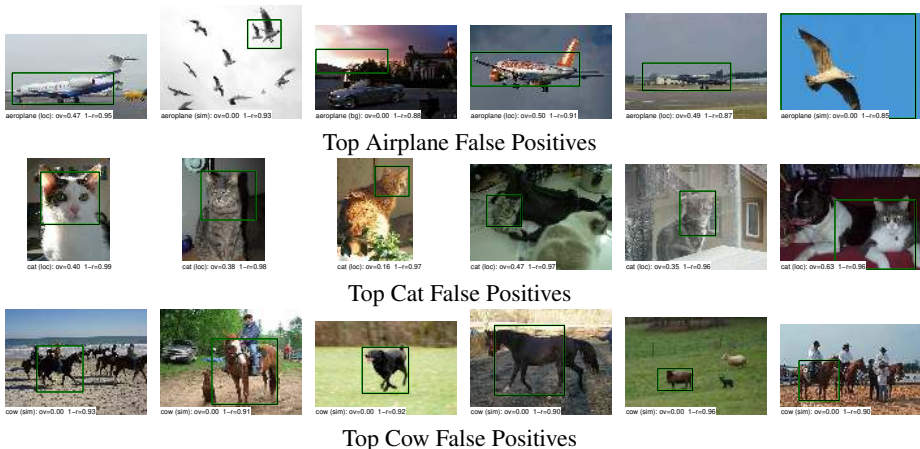 aeroplane (loc): ov=0.47 1−r=0.95
aeroplane (sim): ov=0.00 1−r=0.93
aeroplane (bg): ov=0.00 1−r=0.88
aeroplane (loc): ov=0.50 1−r=0.91
aeroplane (loc): ov=0.49 1−r=0.87
aeroplane (sim): ov=0.00 1−r=0.85
Top Airplane False Positives
cat (loc): ov=0.40 1−r=0.99
cat (loc): ov=0.38 1−r=0.98
cat (loc): ov=0.16 1−r=0.97
cat (loc): ov=0.47 1−r=0.97
cat (loc): ov=0.35 1−r=0.96
cat (loc): ov=0.63 1−r=0.96
Top Cat False Positives
cow (sim): ov=0.00 1−r=0.93
cow (sim): ov=0.00 1−r=0.91
cow (sim): ov=0.00 1−r=0.92
cow (sim): ov=0.00 1−r=0.90
cow (sim): ov=0.00 1−r=0.96
cow (sim): ov=0.00 1−r=0.90
Top Cow False Positives